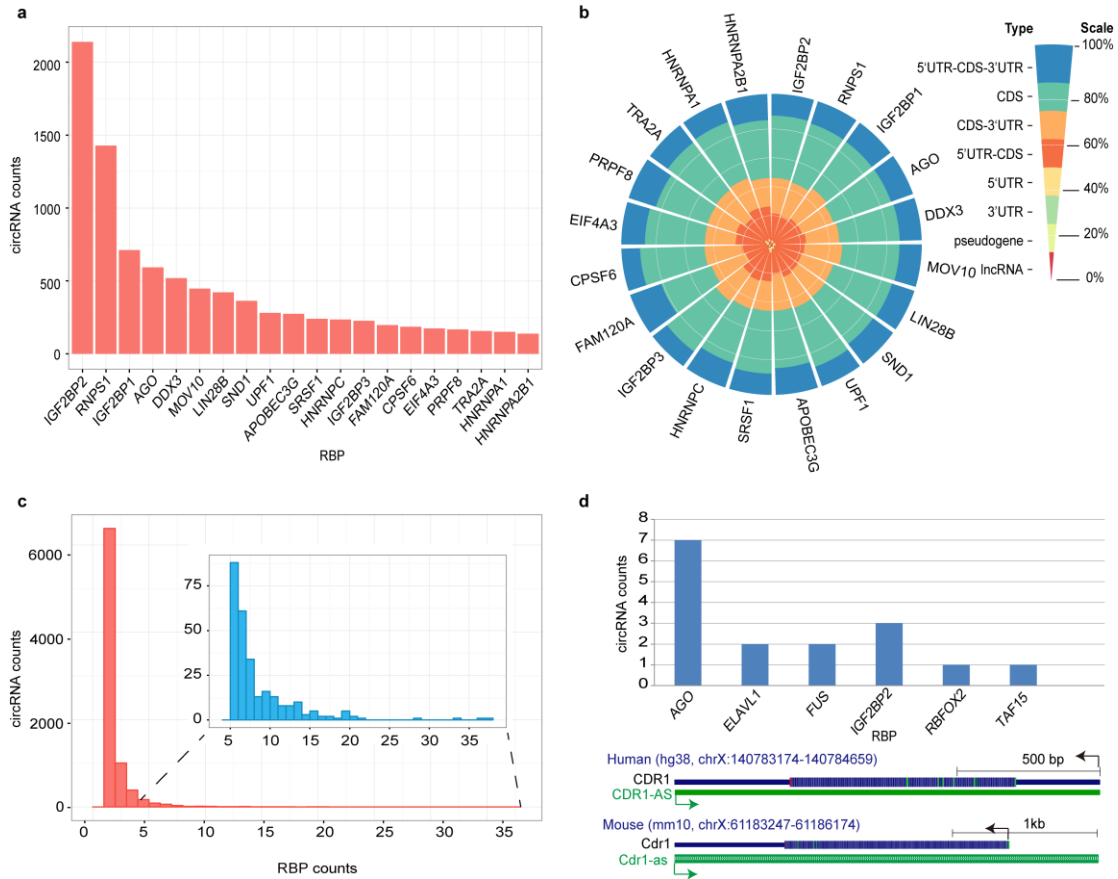 a
circRNA counts
2000
1500
1000
500
0
IGF2BP2
RNPS1
IGF2BP1
AGO
DDX3
MOV10
LIN28B
SND1
UPF1
APOBEC3G
SRSF1
HNRNPC
IGF2BP3
FAM120A
CPSF6
EIF4A3
PRPF8
TRA2A
HNRNPA1
HNRNPA2B1
RBP
b
IGF2BP2
RNPS1
IGF2BP1
AGO
DDX3
MOV10
LIN28B
SND1
UPF1
APOBEC3G
SRSF1
HNRNPC
IGF2BP3
FAM120A
CPSF6
EIF4A3
PRPF8
TRA2A
HNRNPA1
HNRNPA2B1
Type Scale
5'UTR-CDS-3'UTR
CDS
CDS-3'UTR
5'UTR-CDS
5'UTR
3'UTR
pseudogene
lncRNA
100%
80%
60%
40%
20%
0%
c
circRNA counts
6000
4000
2000
0
0 5 10 15 20 25 30 35
RBP counts
75
50
25
0
5 10 15 20 25 30 35
d
circRNA counts
8
7
6
5
4
3
2
1
0
AGO
ELAVL1
FUS
IGF2BP2
RBFOX2
TAF15
RBP
Human (hg38, chrX:140783174-140784659)
500 bp
CDR1
CDR1-AS
Mouse (mm10, chrX:61183247-61186174)
1kb
Cdr1
Cdr1-as